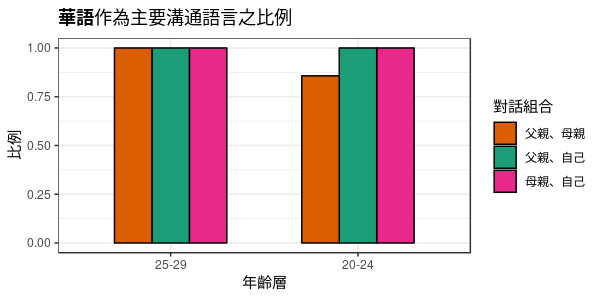 華語作為主要溝通語言之比例
1.00
0.75
0.50
0.25
0.00
比例
25-29
20-24
年齡層
對話組合
父親、母親
父親、自己
母親、自己